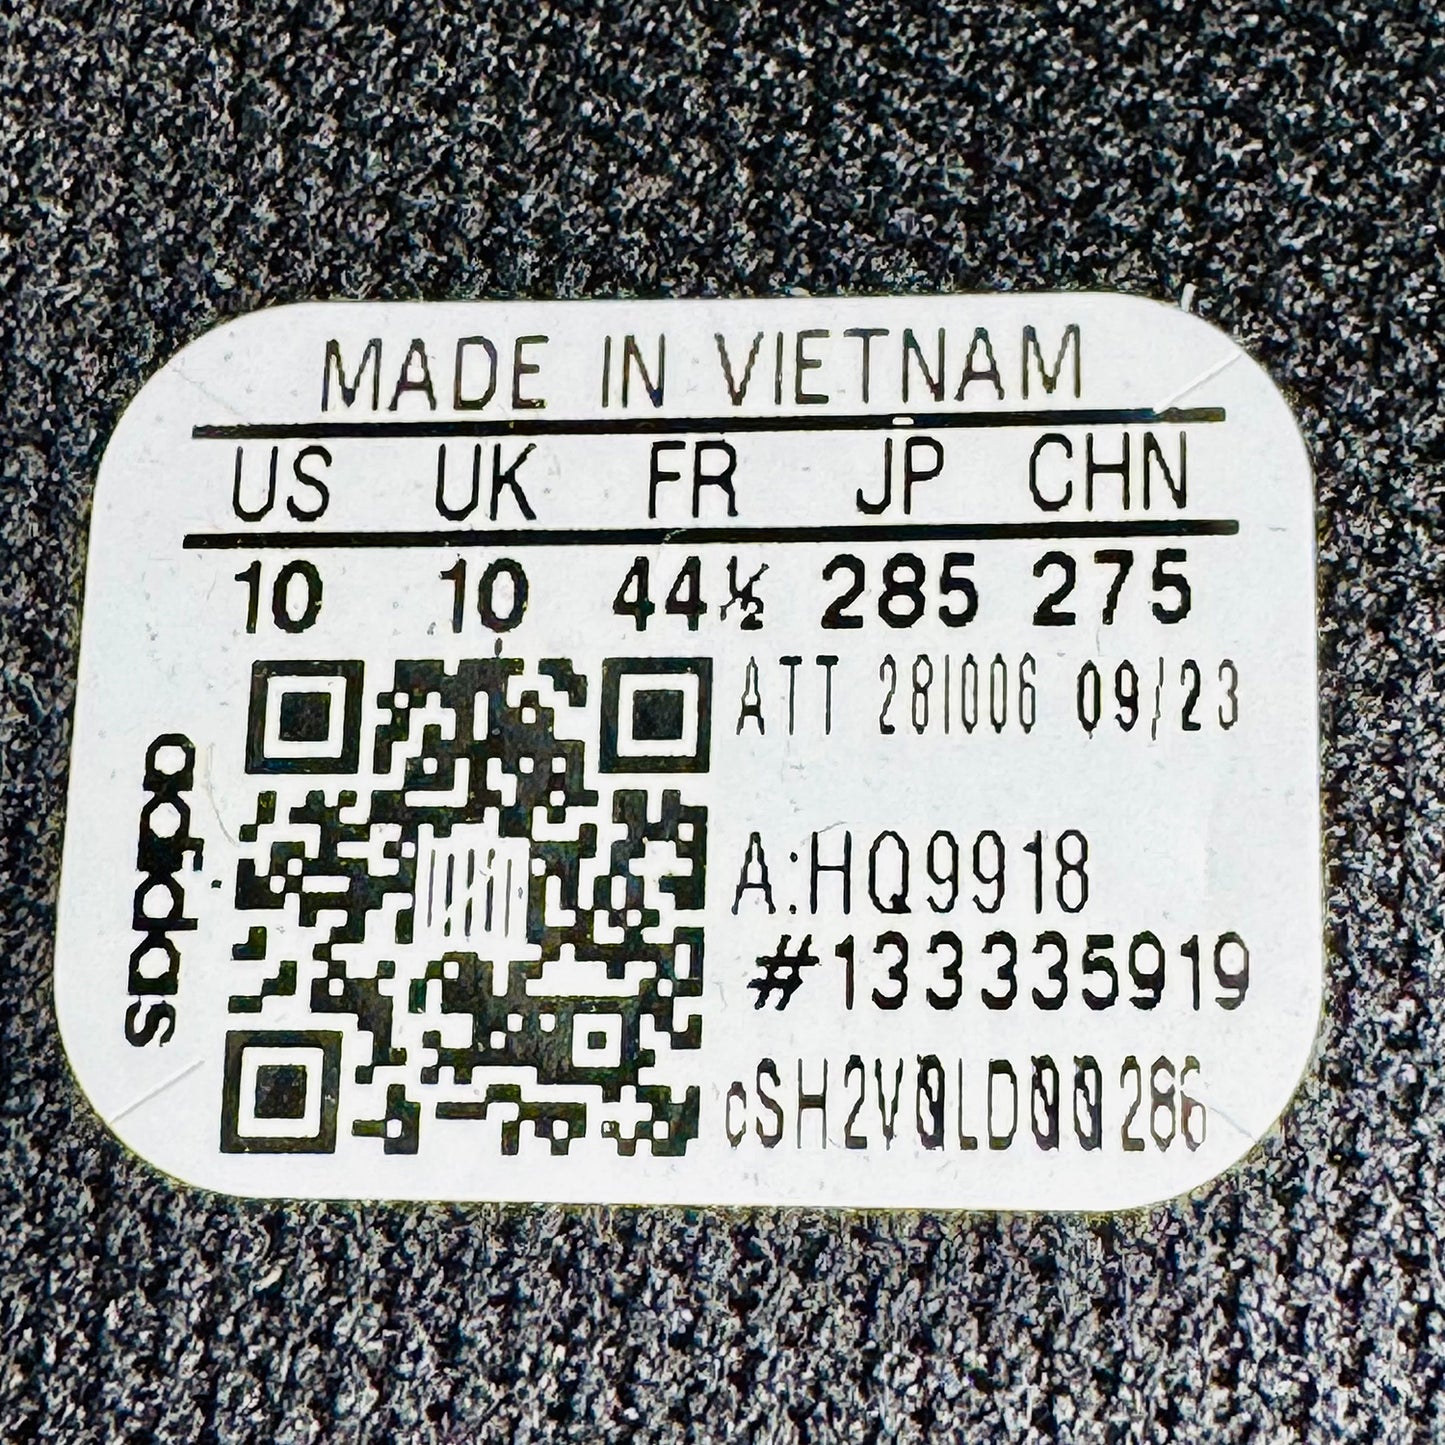 MADE IN VIETNAM
US UK FR JP CHN
10 10 44½ 285 275
ATT 281006 09/23
A:HQ9918
#133335919
cSH2V0LD00286
adidas